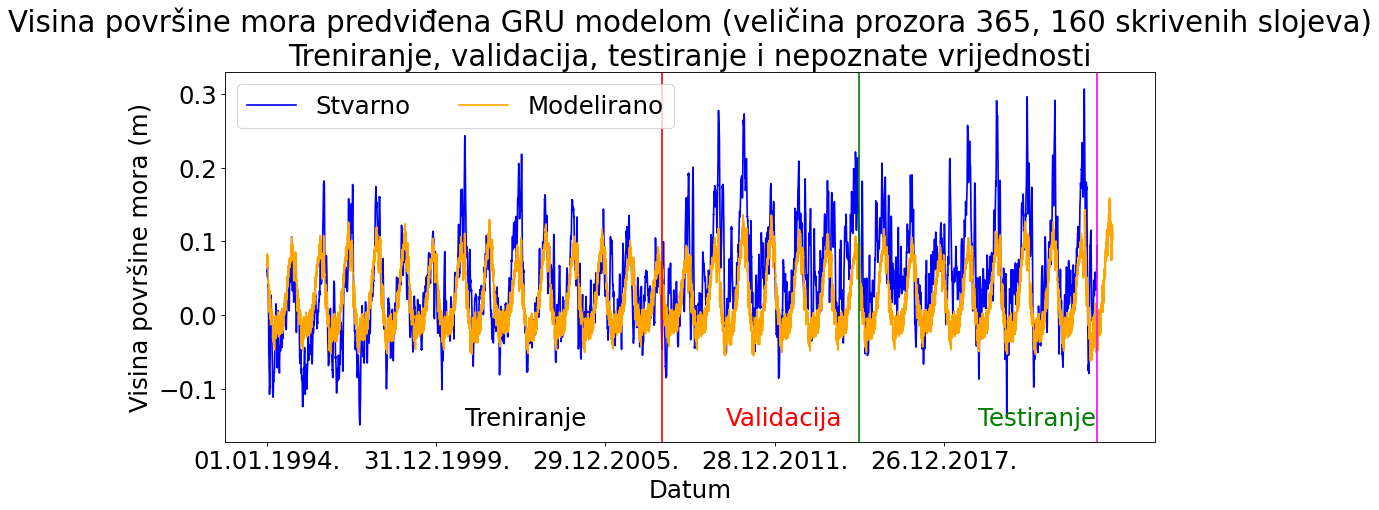 Visina površine mora predviđena GRU modelom (veličina prozora 365, 160 skrivenih slojeva)
Treniranje, validacija, testiranje i nepoznate vrijednosti
Stvarno
Modelirano
Visina površine mora (m)
0.3
0.2
0.1
0.0
−0.1
Treniranje
Validacija
Testiranje
01.01.1994.
31.12.1999.
29.12.2005.
28.12.2011.
26.12.2017.
Datum